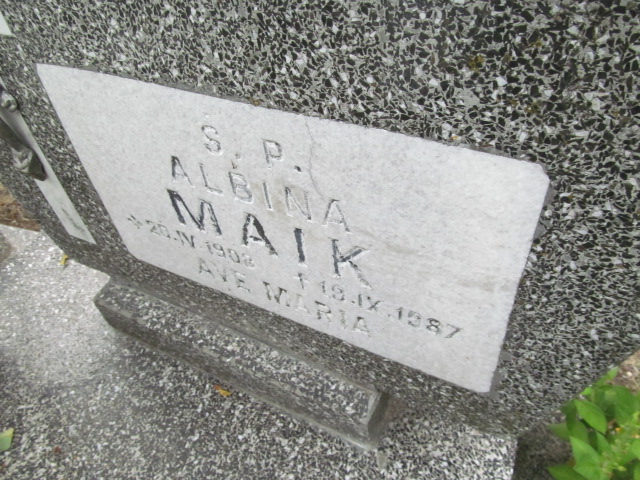 S. P.
ALBINA
MAIK
*20.IV.1908 †19.IX.1987
AVE MARIA